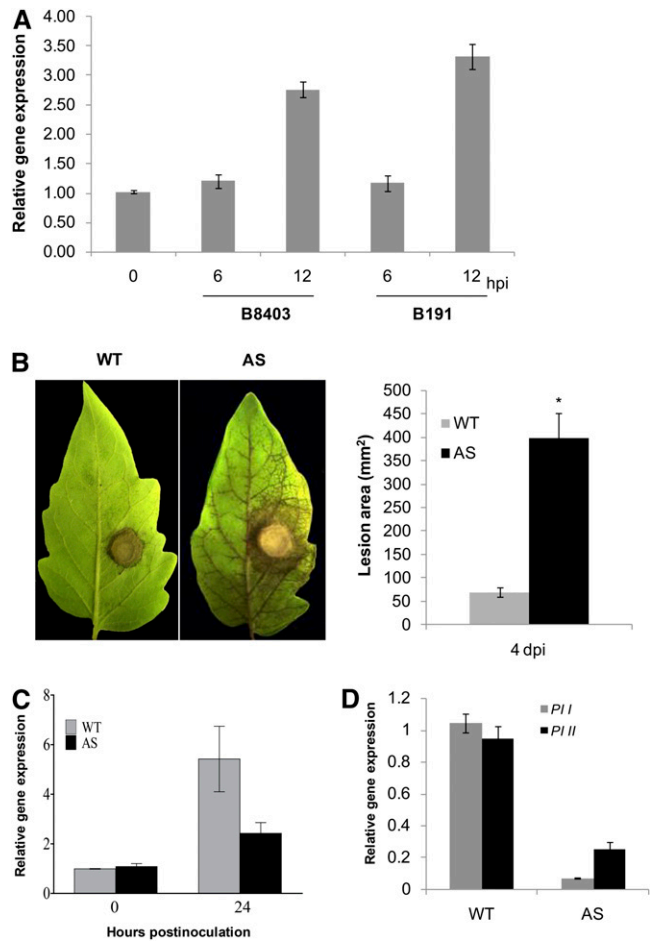 A
Relative gene expression
4.00
3.50
3.00
2.50
2.00
1.50
1.00
0.50
0.00
0 6 12 6 12 hpi
B8403 B191
B
WT AS
Lesion area (mm²)
500
450
400
350
300
250
200
150
100
50
0
WT
AS
*
4 dpi
C
Relative gene expression
8
6
4
2
0
WT
AS
0 24
Hours postinoculation
D
Relative gene expression
1.2
1
0.8
0.6
0.4
0.2
0
PI I
PI II
WT AS